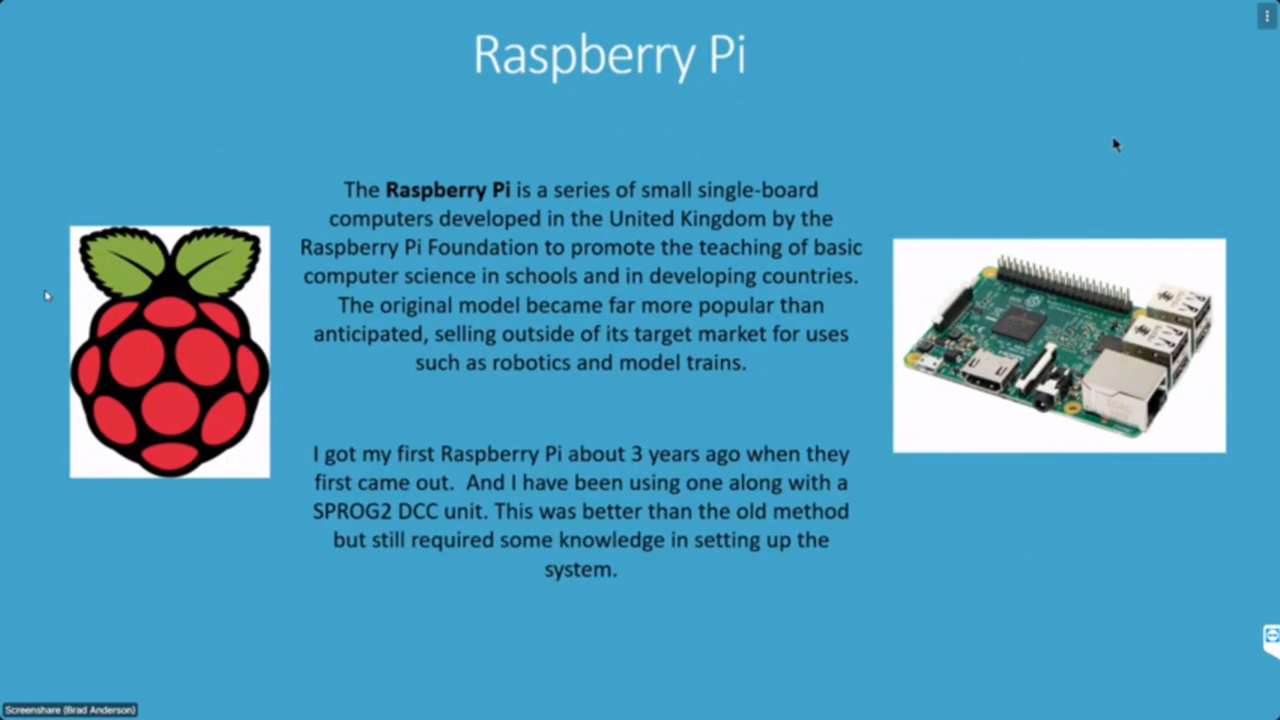 Raspberry Pi
The Raspberry Pi is a series of small single-board
computers developed in the United Kingdom by the
Raspberry Pi Foundation to promote the teaching of basic
computer science in schools and in developing countries.
The original model became far more popular than
anticipated, selling outside of its target market for uses
such as robotics and model trains.
I got my first Raspberry Pi about 3 years ago when they
first came out.  And I have been using one along with a
SPROG2 DCC unit. This was better than the old method
but still required some knowledge in setting up the
system.
Screenshare (Brad Anderson)